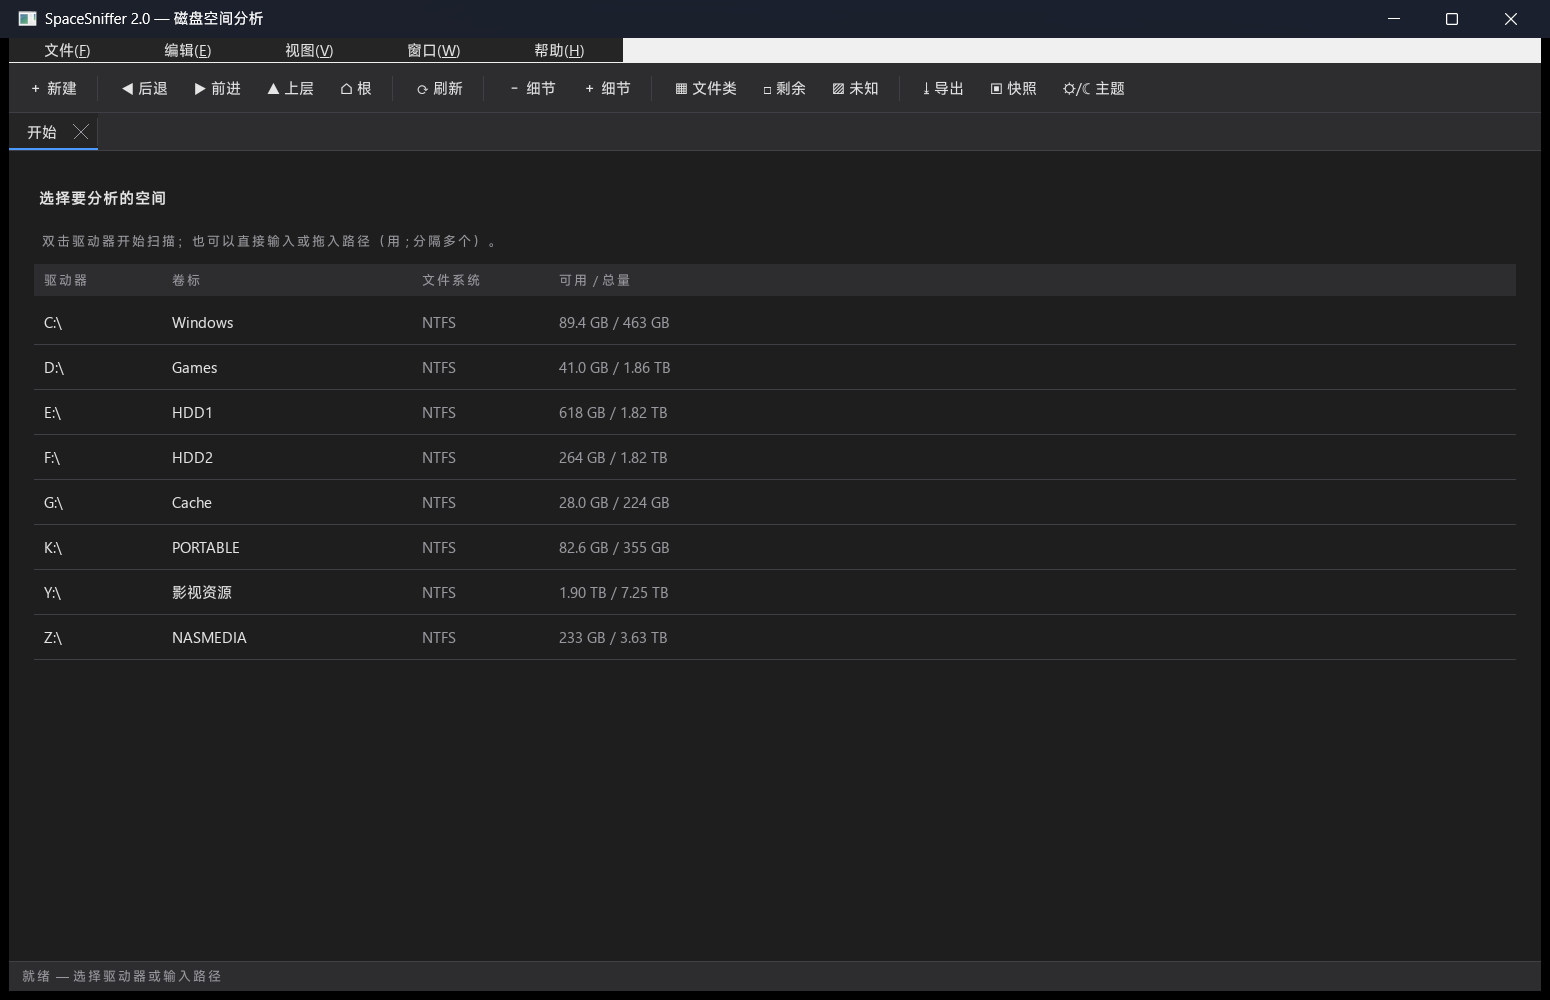 SpaceSniffer 2.0 — 磁盘空间分析
文件(F) 编辑(E) 视图(V) 窗口(W) 帮助(H)
+ 新建 ◀ 后退 ▶ 前进 ▲ 上层 ⌂ 根 ⟳ 刷新 − 细节 + 细节 ▦ 文件类 □ 剩余 ▨ 未知 ⤓ 导出 ▣ 快照 ☼/☾ 主题
开始
选择要分析的空间
双击驱动器开始扫描；也可以直接输入或拖入路径（用 ; 分隔多个）。
驱动器 卷标 文件系统 可用 / 总量
C:\ Windows NTFS 89.4 GB / 463 GB
D:\ Games NTFS 41.0 GB / 1.86 TB
E:\ HDD1 NTFS 618 GB / 1.82 TB
F:\ HDD2 NTFS 264 GB / 1.82 TB
G:\ Cache NTFS 28.0 GB / 224 GB
K:\ PORTABLE NTFS 82.6 GB / 355 GB
Y:\ 影视资源 NTFS 1.90 TB / 7.25 TB
Z:\ NASMEDIA NTFS 233 GB / 3.63 TB
就绪 — 选择驱动器或输入路径